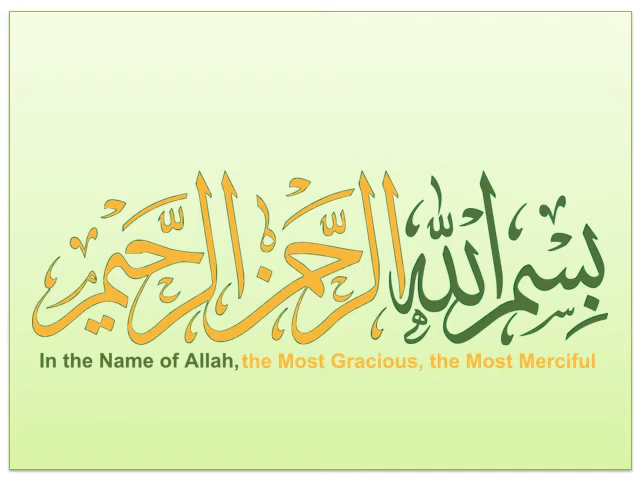 بسم الله الرحمن الرحيم
In the Name of Allah, the Most Gracious, the Most Merciful